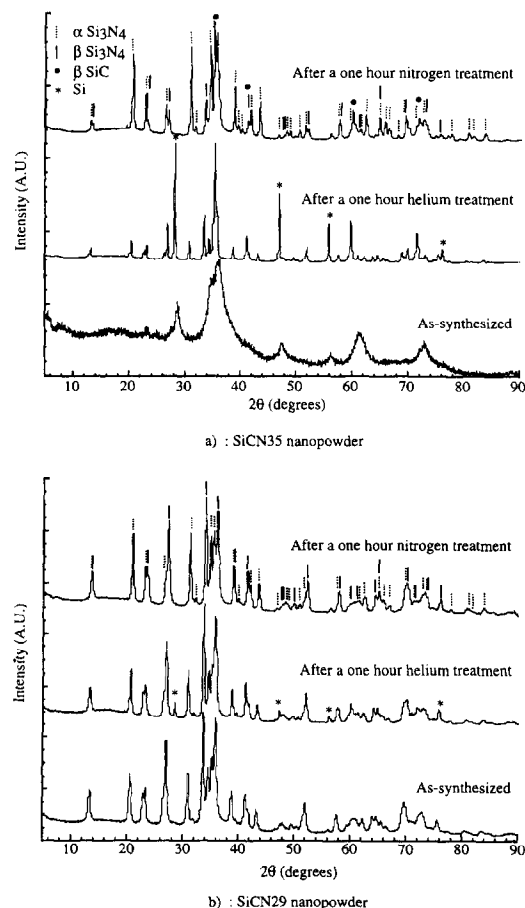 α Si3N4
β Si3N4
β SiC
Si
After a one hour nitrogen treatment
After a one hour helium treatment
As-synthesized
Intensity (A.U.)
10 20 30 40 50 60 70 80 90
2θ (degrees)
a) : SiCN35 nanopowder
After a one hour nitrogen treatment
After a one hour helium treatment
As-synthesized
Intensity (A.U.)
10 20 30 40 50 60 70 80 90
2θ (degrees)
b) : SiCN29 nanopowder